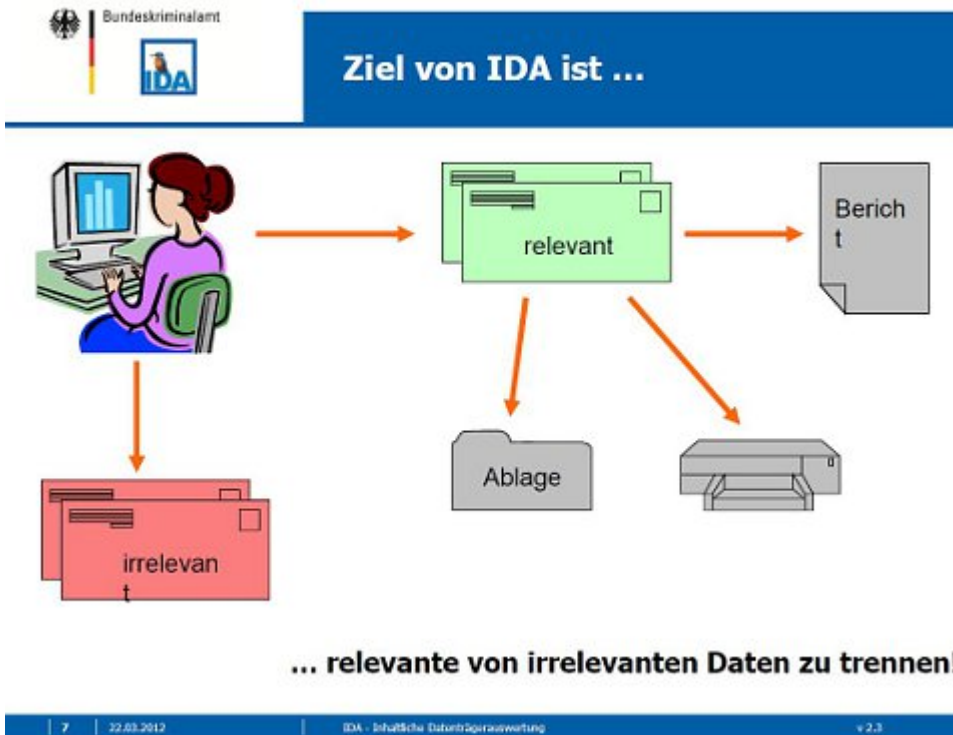 Bundeskriminalamt
IDA
Ziel von IDA ist ...
relevant
Berich
t
Ablage
irrelevan
t
... relevante von irrelevanten Daten zu trennen!
7 22.03.2012 IDA - Inhaltliche Datenträgerauswertung v 2.3